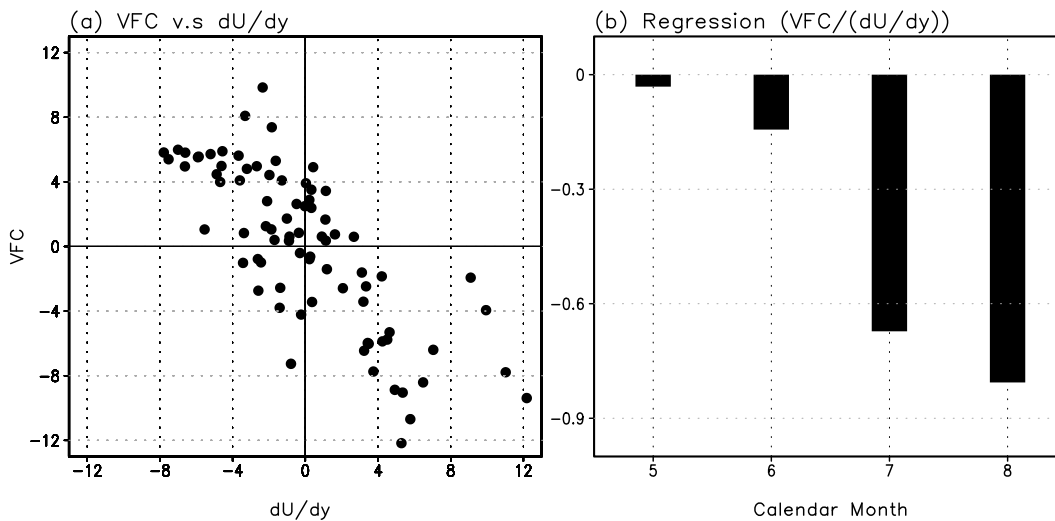 (a) VFC v.s dU/dy
12
8
4
0
−4
−8
−12
VFC
−12 −8 −4 0 4 8 12
dU/dy
(b) Regression (VFC/(dU/dy))
0
−0.3
−0.6
−0.9
5 6 7 8
Calendar Month